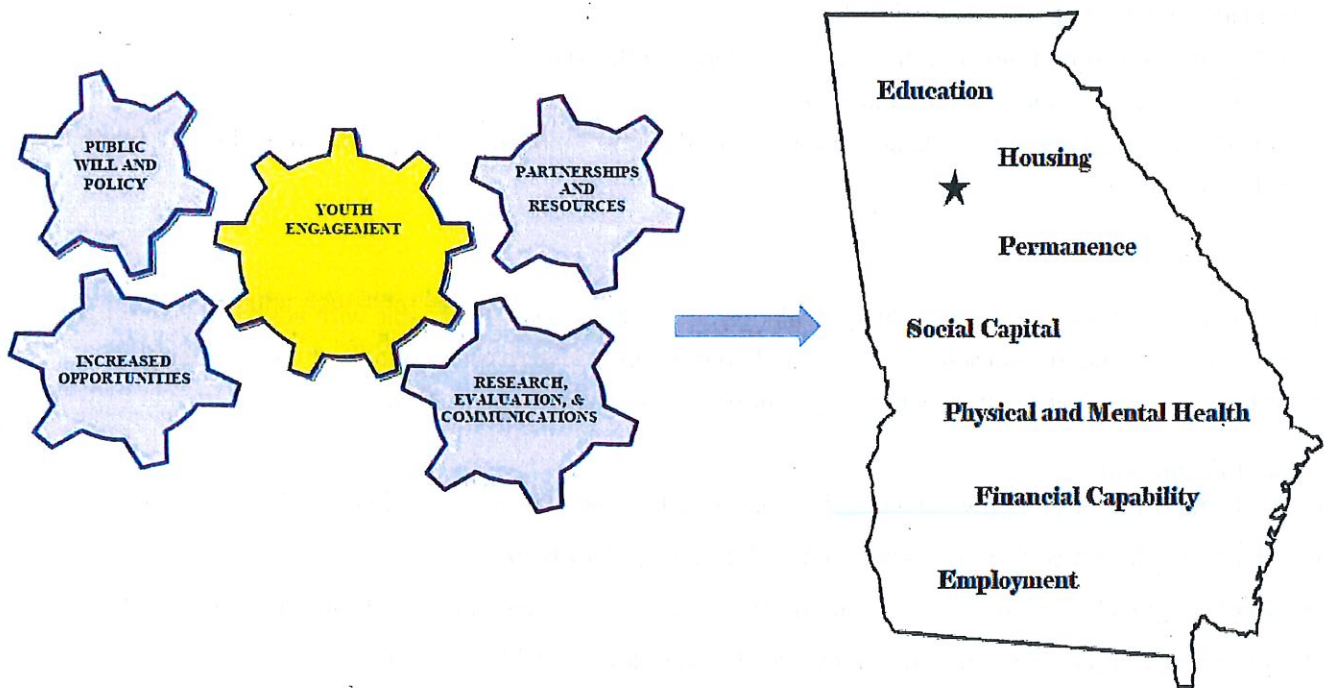 PUBLIC
WILL AND
POLICY
YOUTH
ENGAGEMENT
PARTNERSHIPS
AND
RESOURCES
INCREASED
OPPORTUNITIES
RESEARCH,
EVALUATION, &
COMMUNICATIONS
Education
Housing
Permanence
Social Capital
Physical and Mental Health
Financial Capability
Employment